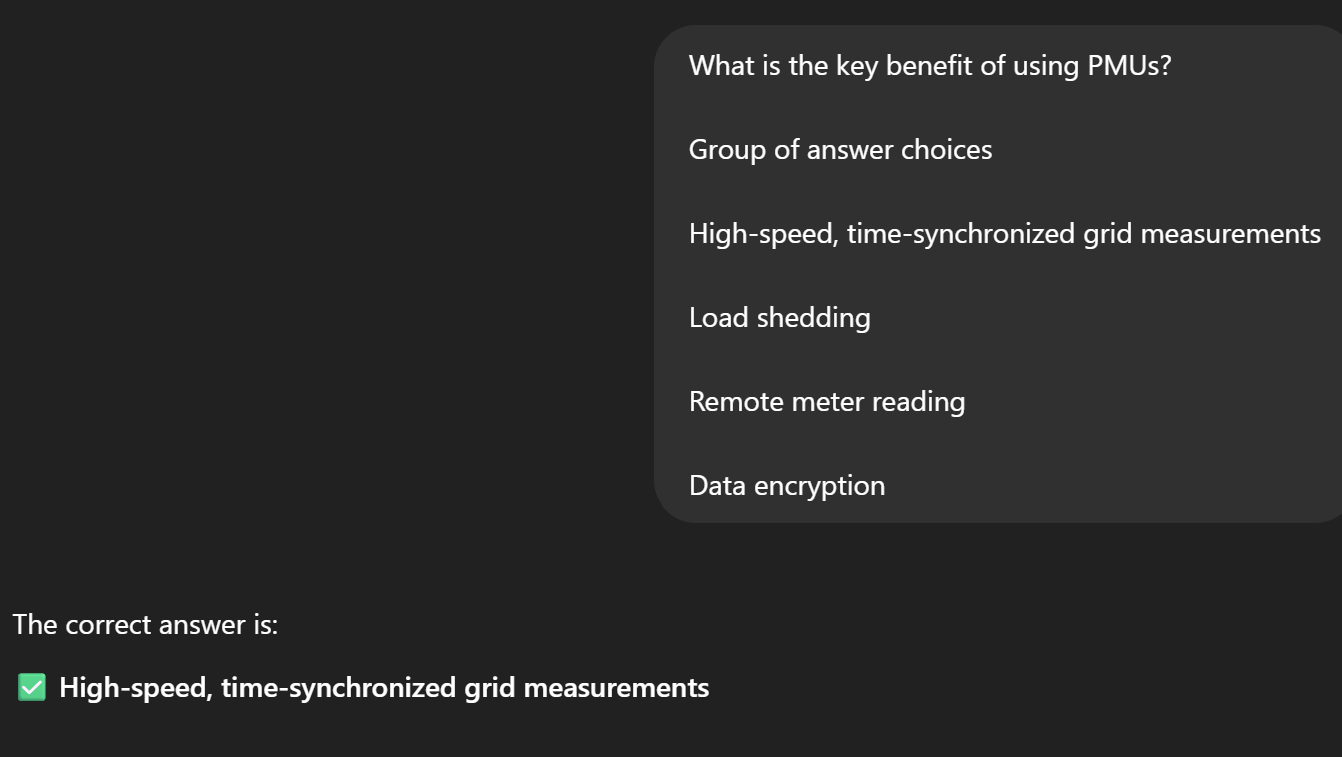 What is the key benefit of using PMUs?
Group of answer choices
High-speed, time-synchronized grid measurements
Load shedding
Remote meter reading
Data encryption
The correct answer is:
✅ High-speed, time-synchronized grid measurements